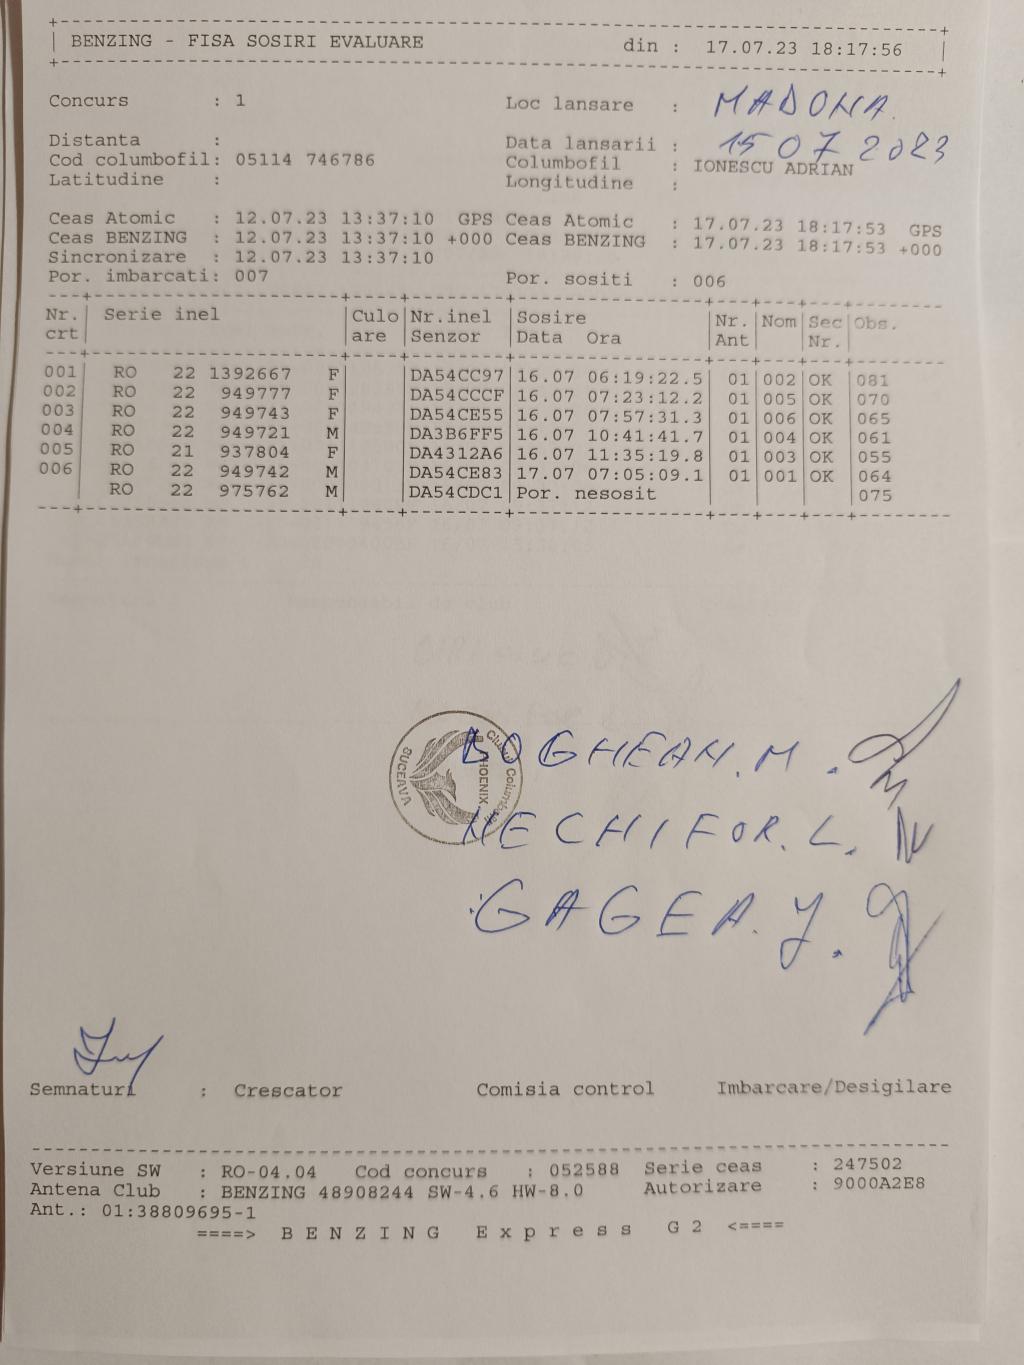 BENZING - FISA SOSIRI EVALUARE din : 17.07.23 18:17:56
Concurs : 1 Loc lansare : MADONA
Distanta : Data lansarii : 15 07 2023
Cod columbofil: 05114 746786 Columbofil : IONESCU ADRIAN
Latitudine : Longitudine :
Ceas Atomic : 12.07.23 13:37:10 GPS Ceas Atomic : 17.07.23 18:17:53 GPS
Ceas BENZING : 12.07.23 13:37:10 +000 Ceas BENZING : 17.07.23 18:17:53 +000
Sincronizare : 12.07.23 13:37:10
Por. imbarcati: 007 Por. sositi : 006
Nr. Serie inel Culo Nr.inel Sosire Nr. Nom Sec Obs.
crt are Senzor Data Ora Ant Nr.
001 RO 22 1392667 F DA54CC97 16.07 06:19:22.5 01 002 OK 081
002 RO 22 949777 F DA54CCCF 16.07 07:23:12.2 01 005 OK 070
003 RO 22 949743 F DA54CE55 16.07 07:57:31.3 01 006 OK 065
004 RO 22 949721 M DA3B6FF5 16.07 10:41:41.7 01 004 OK 061
005 RO 21 937804 F DA4312A6 16.07 11:35:19.8 01 003 OK 055
006 RO 22 949742 M DA54CE83 17.07 07:05:09.1 01 001 OK 064
RO 22 975762 M DA54CDC1 Por. nesosit 075
Clubul Columbofil
PHOENIX
SUCEAVA
BOGHEAN. M.
NECHIFOR. L.
GAGEA. J.
Semnaturi : Crescator Comisia control Imbarcare/Desigilare
Versiune SW : RO-04.04 Cod concurs : 052588 Serie ceas : 247502
Antena Club : BENZING 48908244 SW-4.6 HW-8.0 Autorizare : 9000A2E8
Ant.: 01:38809695-1
====> B E N Z I N G E x p r e s s G 2 <====